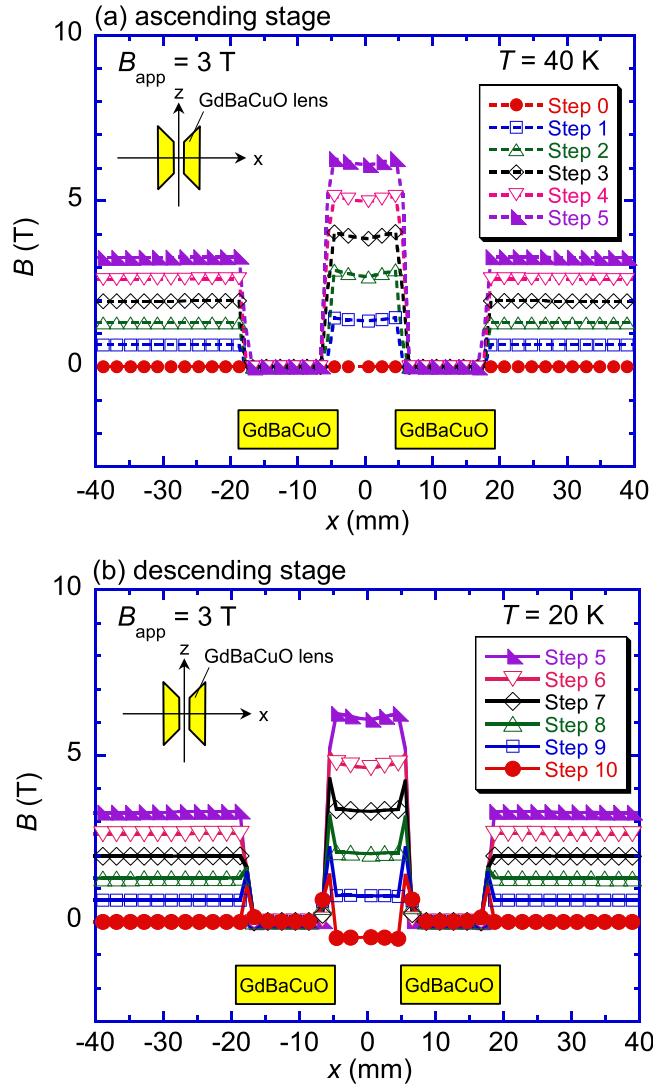 (a) ascending stage
10
B_app = 3 T
T = 40 K
z
GdBaCuO lens
x
Step 0
Step 1
Step 2
Step 3
Step 4
Step 5
5
B (T)
0
GdBaCuO GdBaCuO
-40 -30 -20 -10 0 10 20 30 40
x (mm)
(b) descending stage
10
B_app = 3 T
T = 20 K
z
GdBaCuO lens
x
Step 5
Step 6
Step 7
Step 8
Step 9
Step 10
5
B (T)
0
GdBaCuO GdBaCuO
-40 -30 -20 -10 0 10 20 30 40
x (mm)